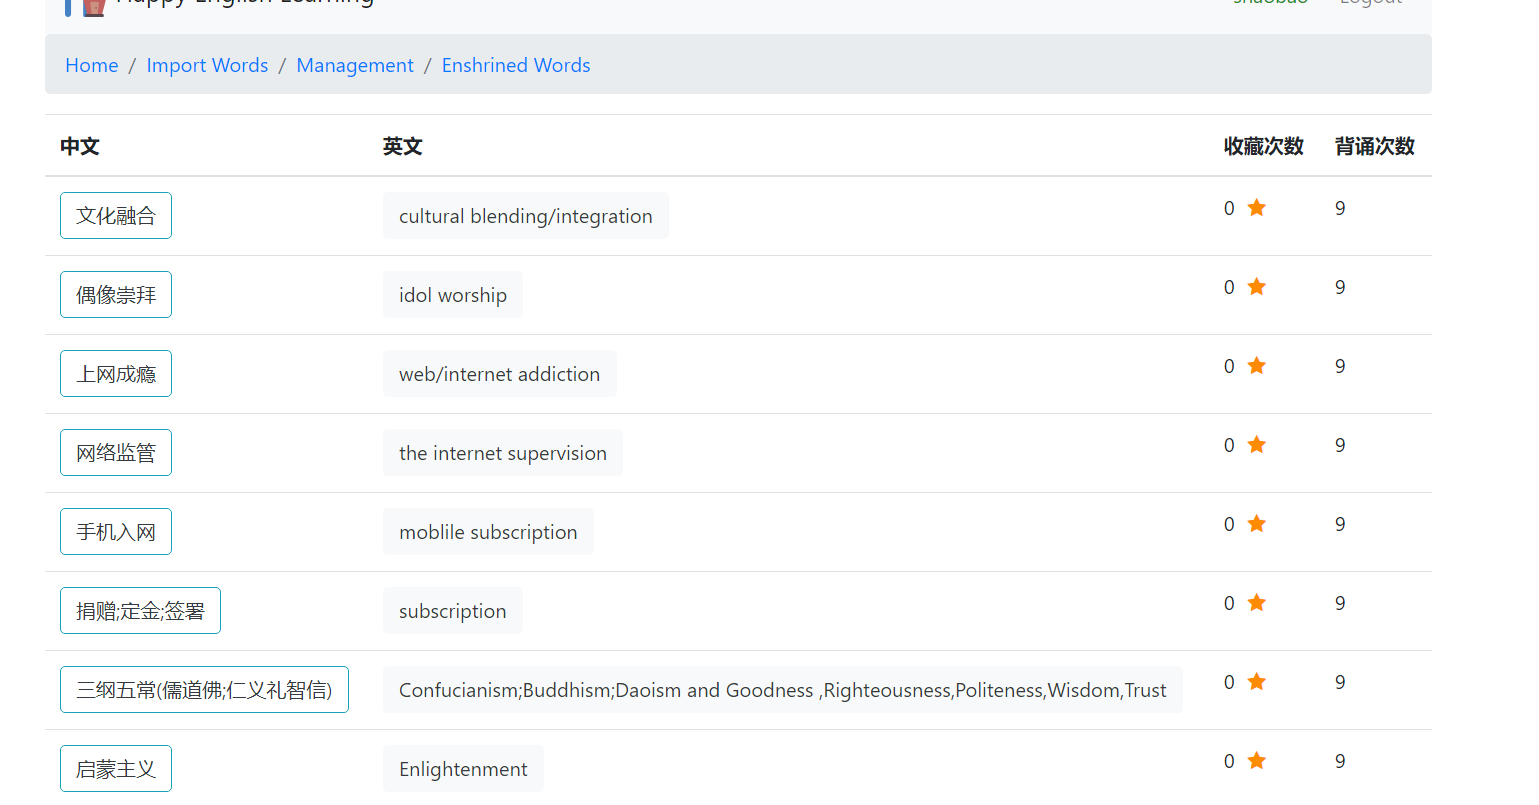 Happy English Learning shaobao Logout
Home / Import Words / Management / Enshrined Words
中文 英文 收藏次数 背诵次数
文化融合 cultural blending/integration 0 9
偶像崇拜 idol worship 0 9
上网成瘾 web/internet addiction 0 9
网络监管 the internet supervision 0 9
手机入网 moblile subscription 0 9
捐赠;定金;签署 subscription 0 9
三纲五常(儒道佛;仁义礼智信) Confucianism;Buddhism;Daoism and Goodness ,Righteousness,Politeness,Wisdom,Trust 0 9
启蒙主义 Enlightenment 0 9